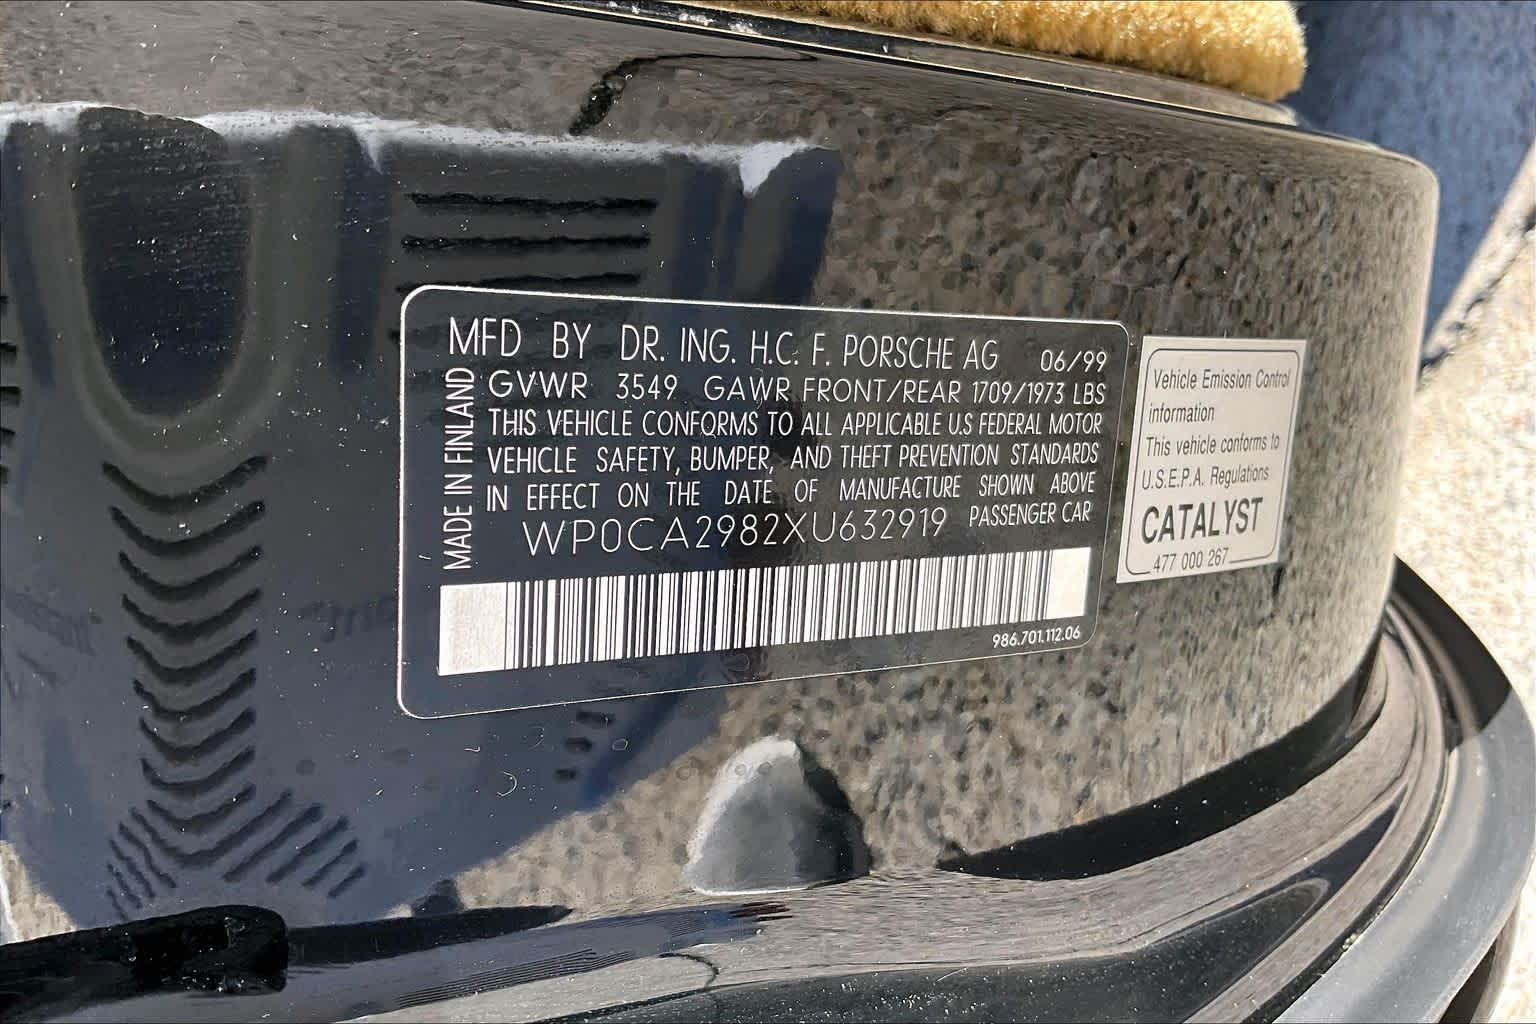 MFD BY DR. ING. H.C. F. PORSCHE AG 06/99
GVWR 3549 GAWR FRONT/REAR 1709/1973 LBS
THIS VEHICLE CONFORMS TO ALL APPLICABLE U.S FEDERAL MOTOR
VEHICLE SAFETY, BUMPER, AND THEFT PREVENTION STANDARDS
IN EFFECT ON THE DATE OF MANUFACTURE SHOWN ABOVE
WP0CA2982XU632919 PASSENGER CAR
MADE IN FINLAND
986.701.112.06
Vehicle Emission Control
information
This vehicle conforms to
U.S.E.P.A. Regulations
CATALYST
477 000 267